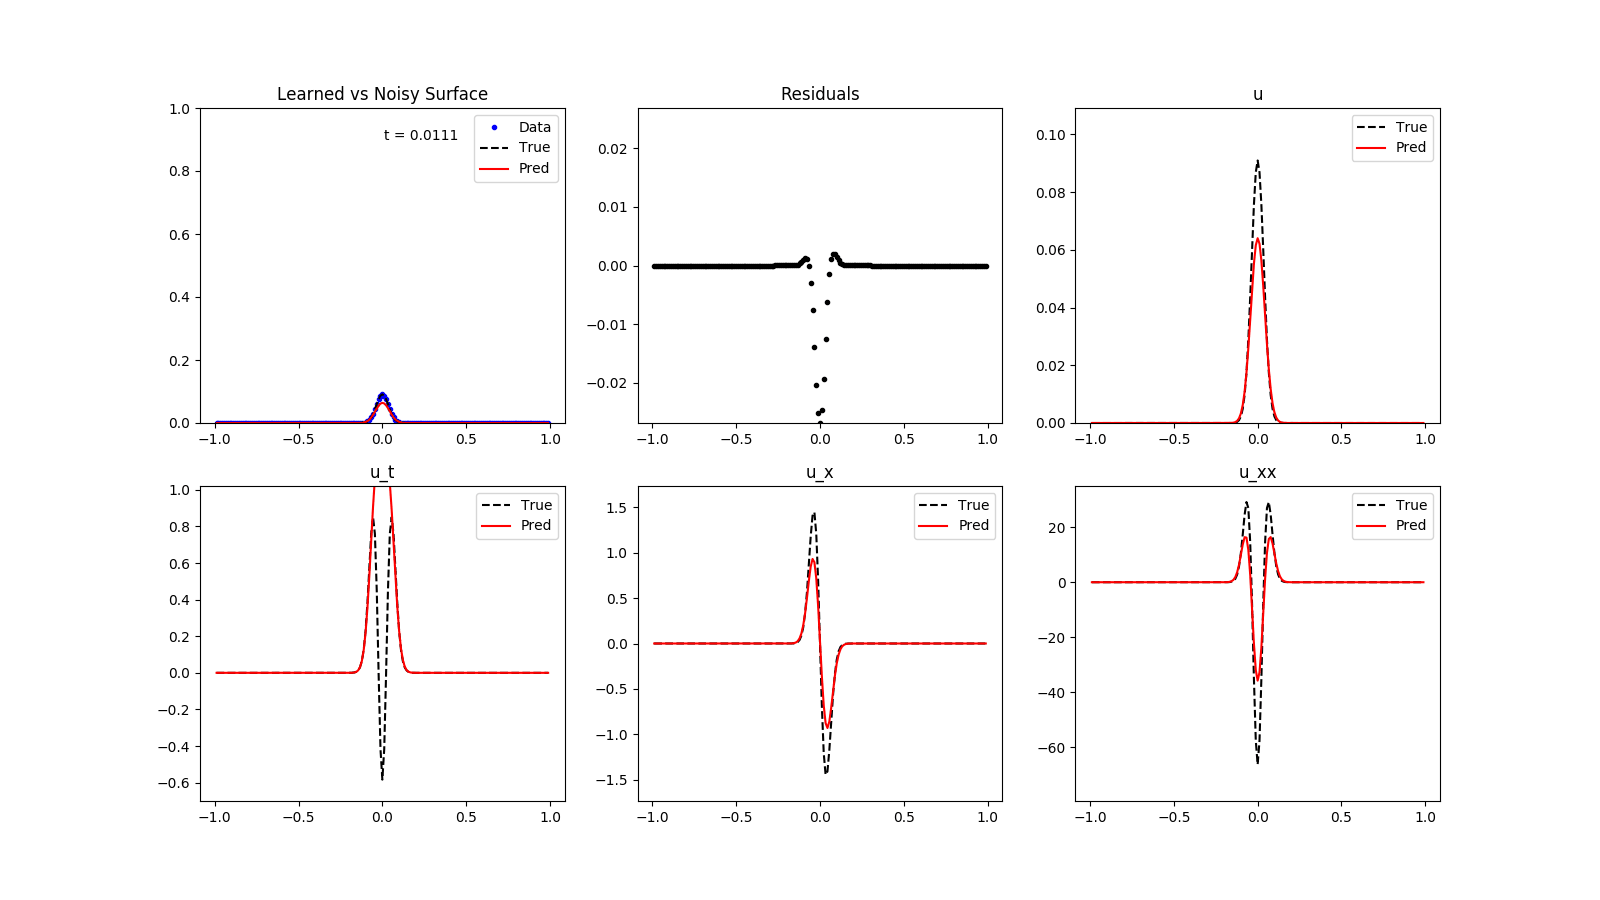 Learned vs Noisy Surface
1.0
0.8
0.6
0.4
0.2
0.0
−1.0 −0.5 0.0 0.5 1.0
t = 0.0111
Data
True
Pred
Residuals
0.02
0.01
0.00
−0.01
−0.02
−1.0 −0.5 0.0 0.5 1.0
u
0.10
0.08
0.06
0.04
0.02
0.00
−1.0 −0.5 0.0 0.5 1.0
True
Pred
u_t
1.0
0.8
0.6
0.4
0.2
0.0
−0.2
−0.4
−0.6
−1.0 −0.5 0.0 0.5 1.0
True
Pred
u_x
1.5
1.0
0.5
0.0
−0.5
−1.0
−1.5
−1.0 −0.5 0.0 0.5 1.0
True
Pred
u_xx
20
0
−20
−40
−60
−1.0 −0.5 0.0 0.5 1.0
True
Pred